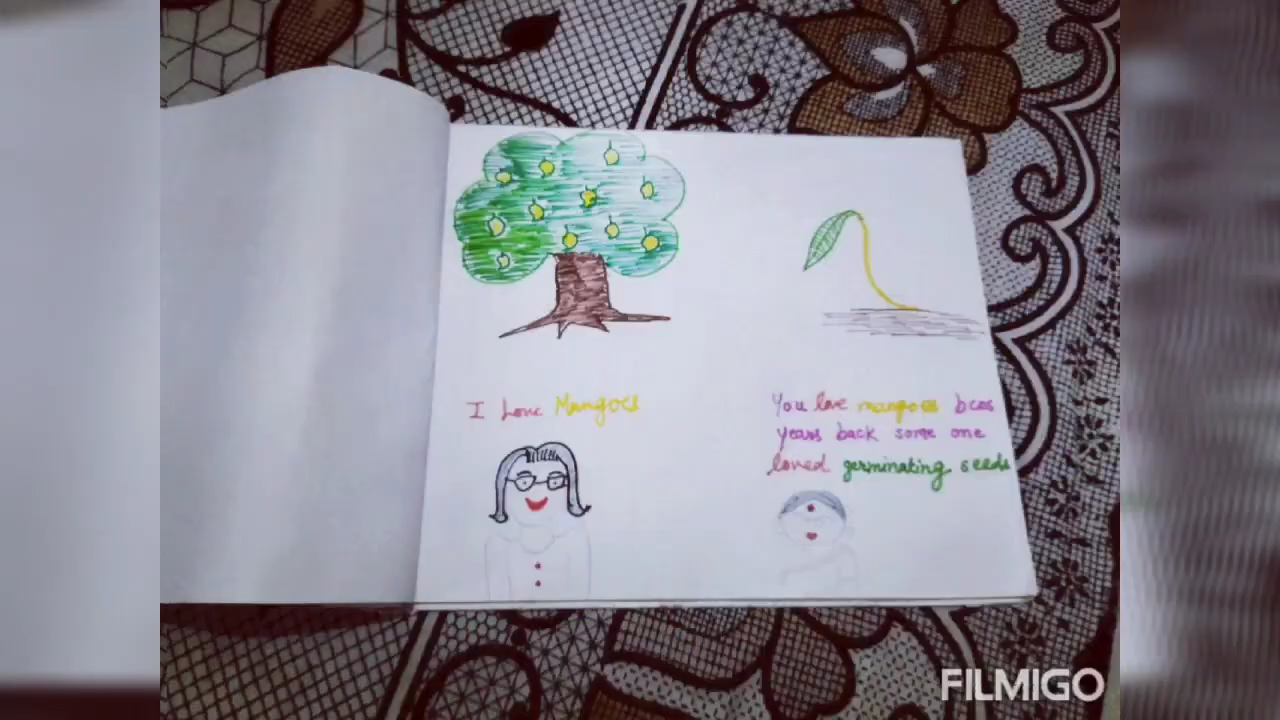 I Love Mangoes
You love mangoes bcos
years back some one
loved germinating seeds
FILMIGO